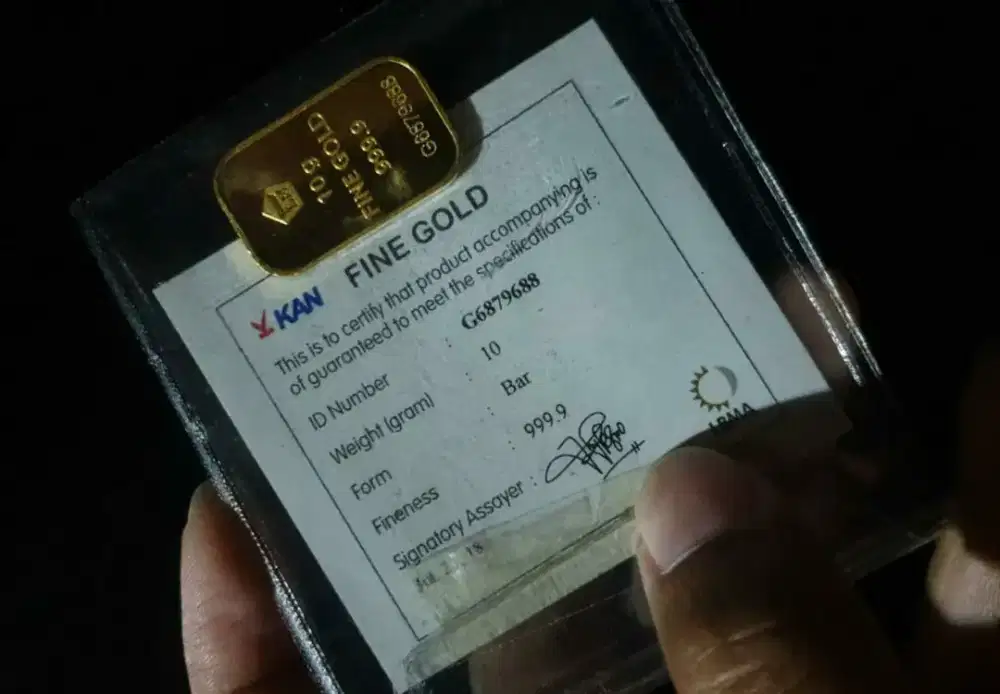 10 g
FINE GOLD
999.9
G6879688
KAN
FINE GOLD
This is to certify that product accompanying is
of guaranteed to meet the specifications of :
ID Number : G6879688
Weight (gram) : 10
Form : Bar
Fineness : 999.9
Signatory Assayer :
LBMA